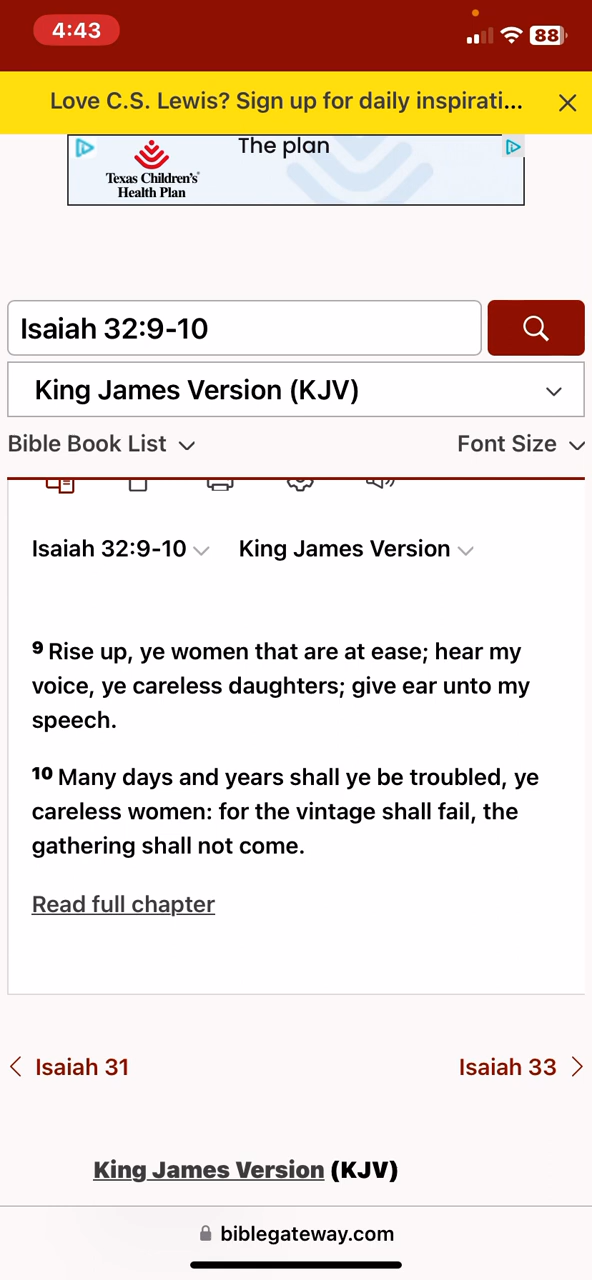 4:43
88
Love C.S. Lewis? Sign up for daily inspirati...
The plan
Texas Children's
Health Plan
Isaiah 32:9-10
King James Version (KJV)
Bible Book List
Font Size
Isaiah 32:9-10 King James Version
9 Rise up, ye women that are at ease; hear my
voice, ye careless daughters; give ear unto my
speech.
10 Many days and years shall ye be troubled, ye
careless women: for the vintage shall fail, the
gathering shall not come.
Read full chapter
Isaiah 31
Isaiah 33
King James Version (KJV)
biblegateway.com